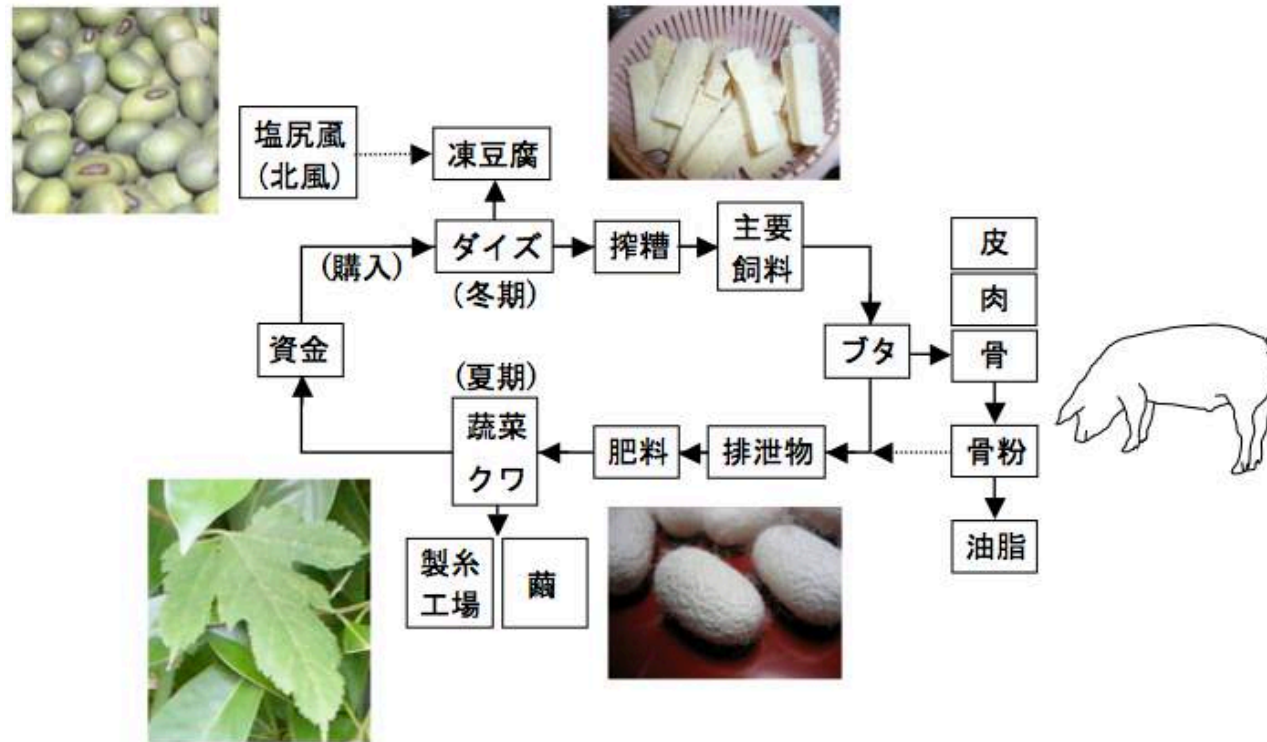 塩尻颪
(北風)
凍豆腐
(購入)
ダイズ
(冬期)
搾糟
主要
飼料
皮
肉
骨
ブタ
資金
(夏期)
蔬菜
クワ
肥料
排泄物
骨粉
油脂
製糸
工場
繭